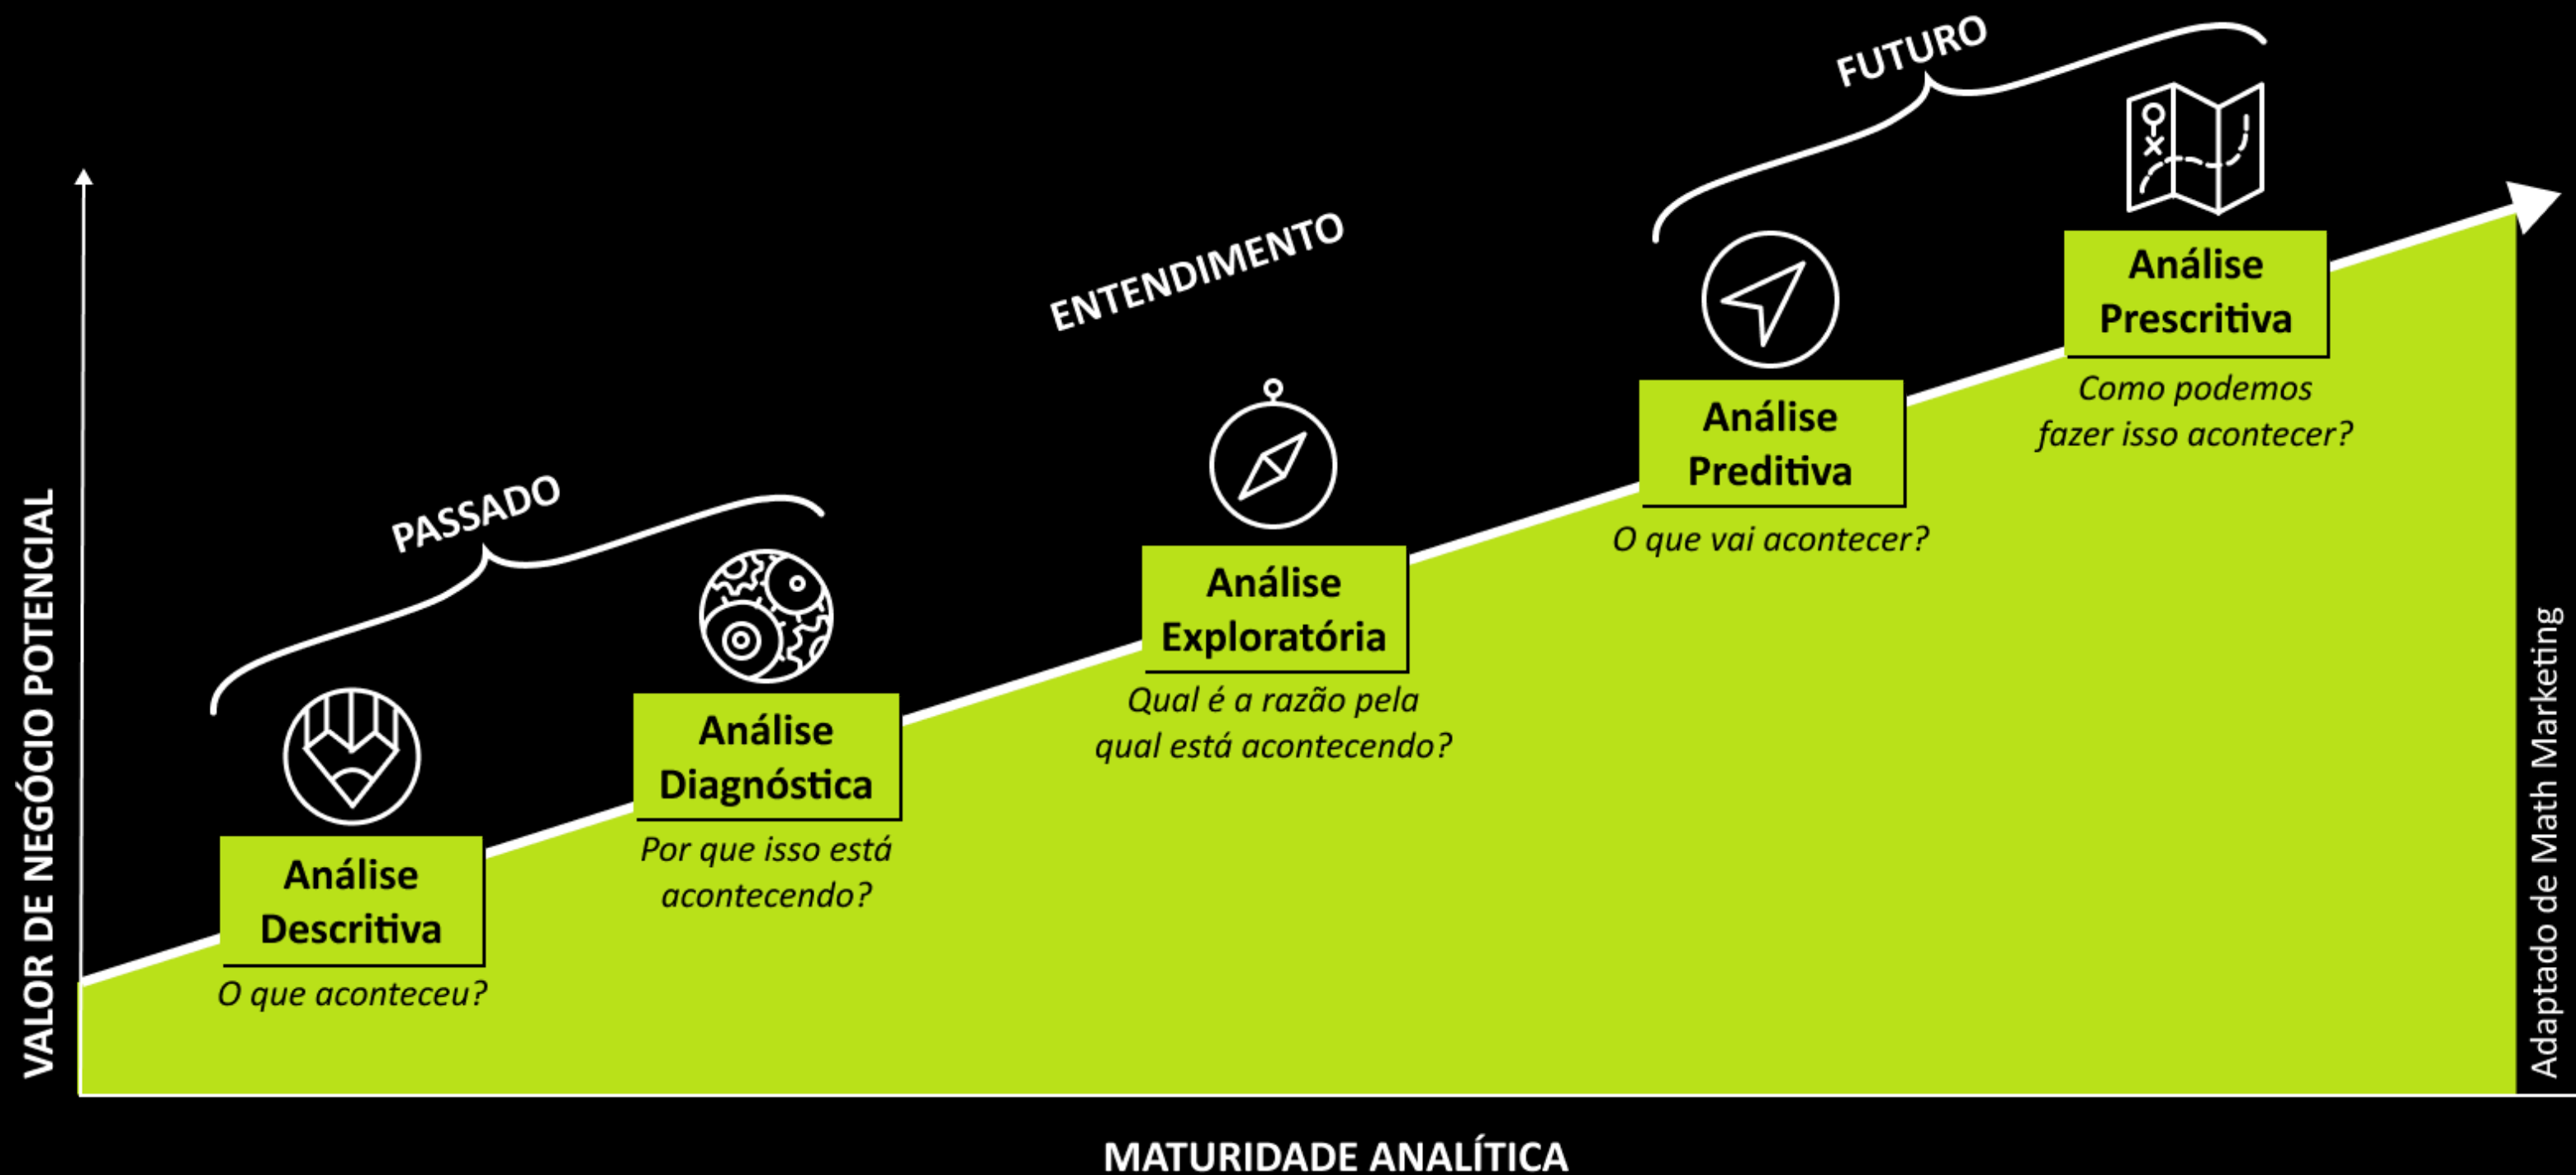 FUTURO
ENTENDIMENTO
PASSADO
VALOR DE NEGÓCIO POTENCIAL
Análise
Descritiva
O que aconteceu?
Análise
Diagnóstica
Por que isso está
acontecendo?
Análise
Exploratória
Qual é a razão pela
qual está acontecendo?
Análise
Preditiva
O que vai acontecer?
Análise
Prescritiva
Como podemos
fazer isso acontecer?
Adaptado de Math Marketing
MATURIDADE ANALÍTICA